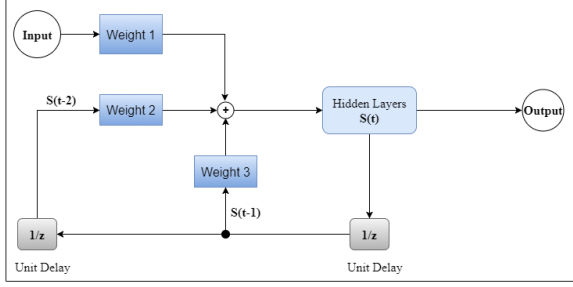 Input
Weight 1
S(t-2)
Weight 2
+
Hidden Layers
S(t)
Output
Weight 3
S(t-1)
1/z
1/z
Unit Delay
Unit Delay